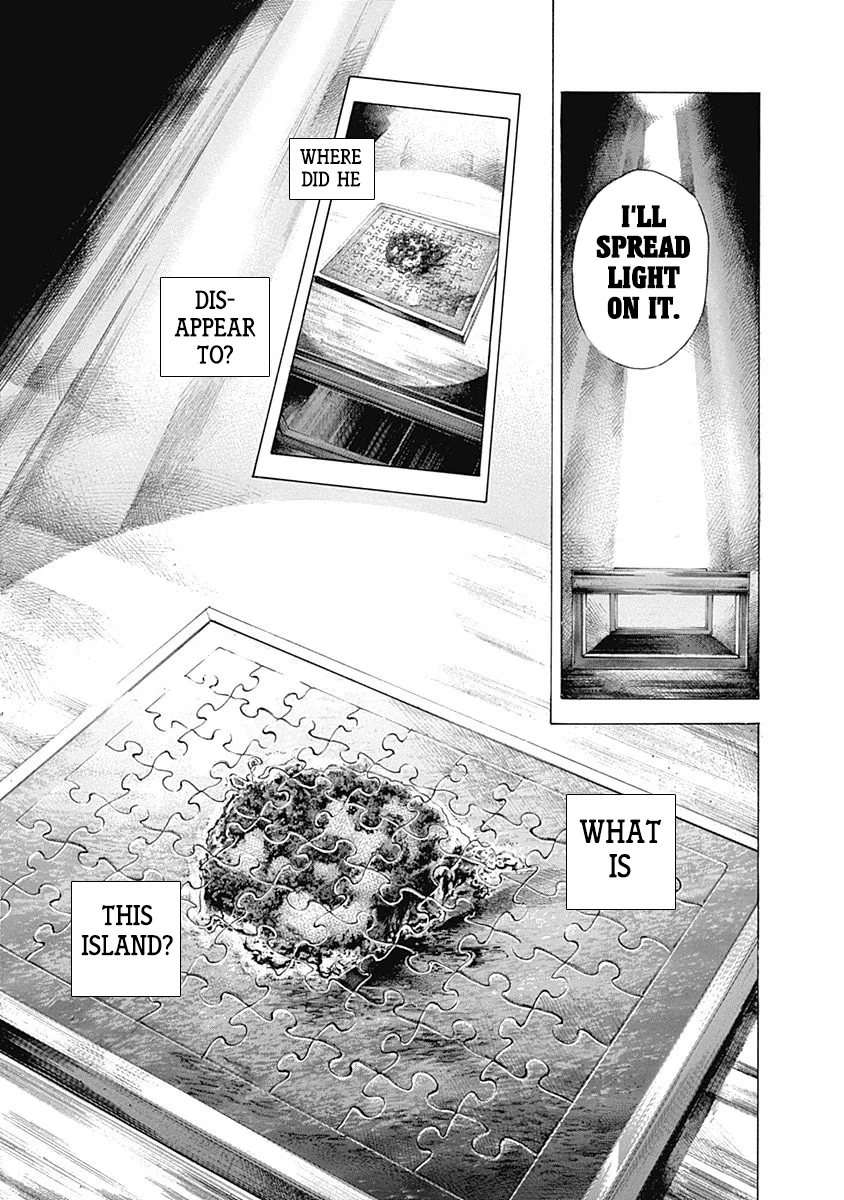 I'LL
SPREAD
LIGHT
ON IT.
WHERE
DID HE
DIS-
APPEAR
TO?
WHAT
IS
THIS
ISLAND?